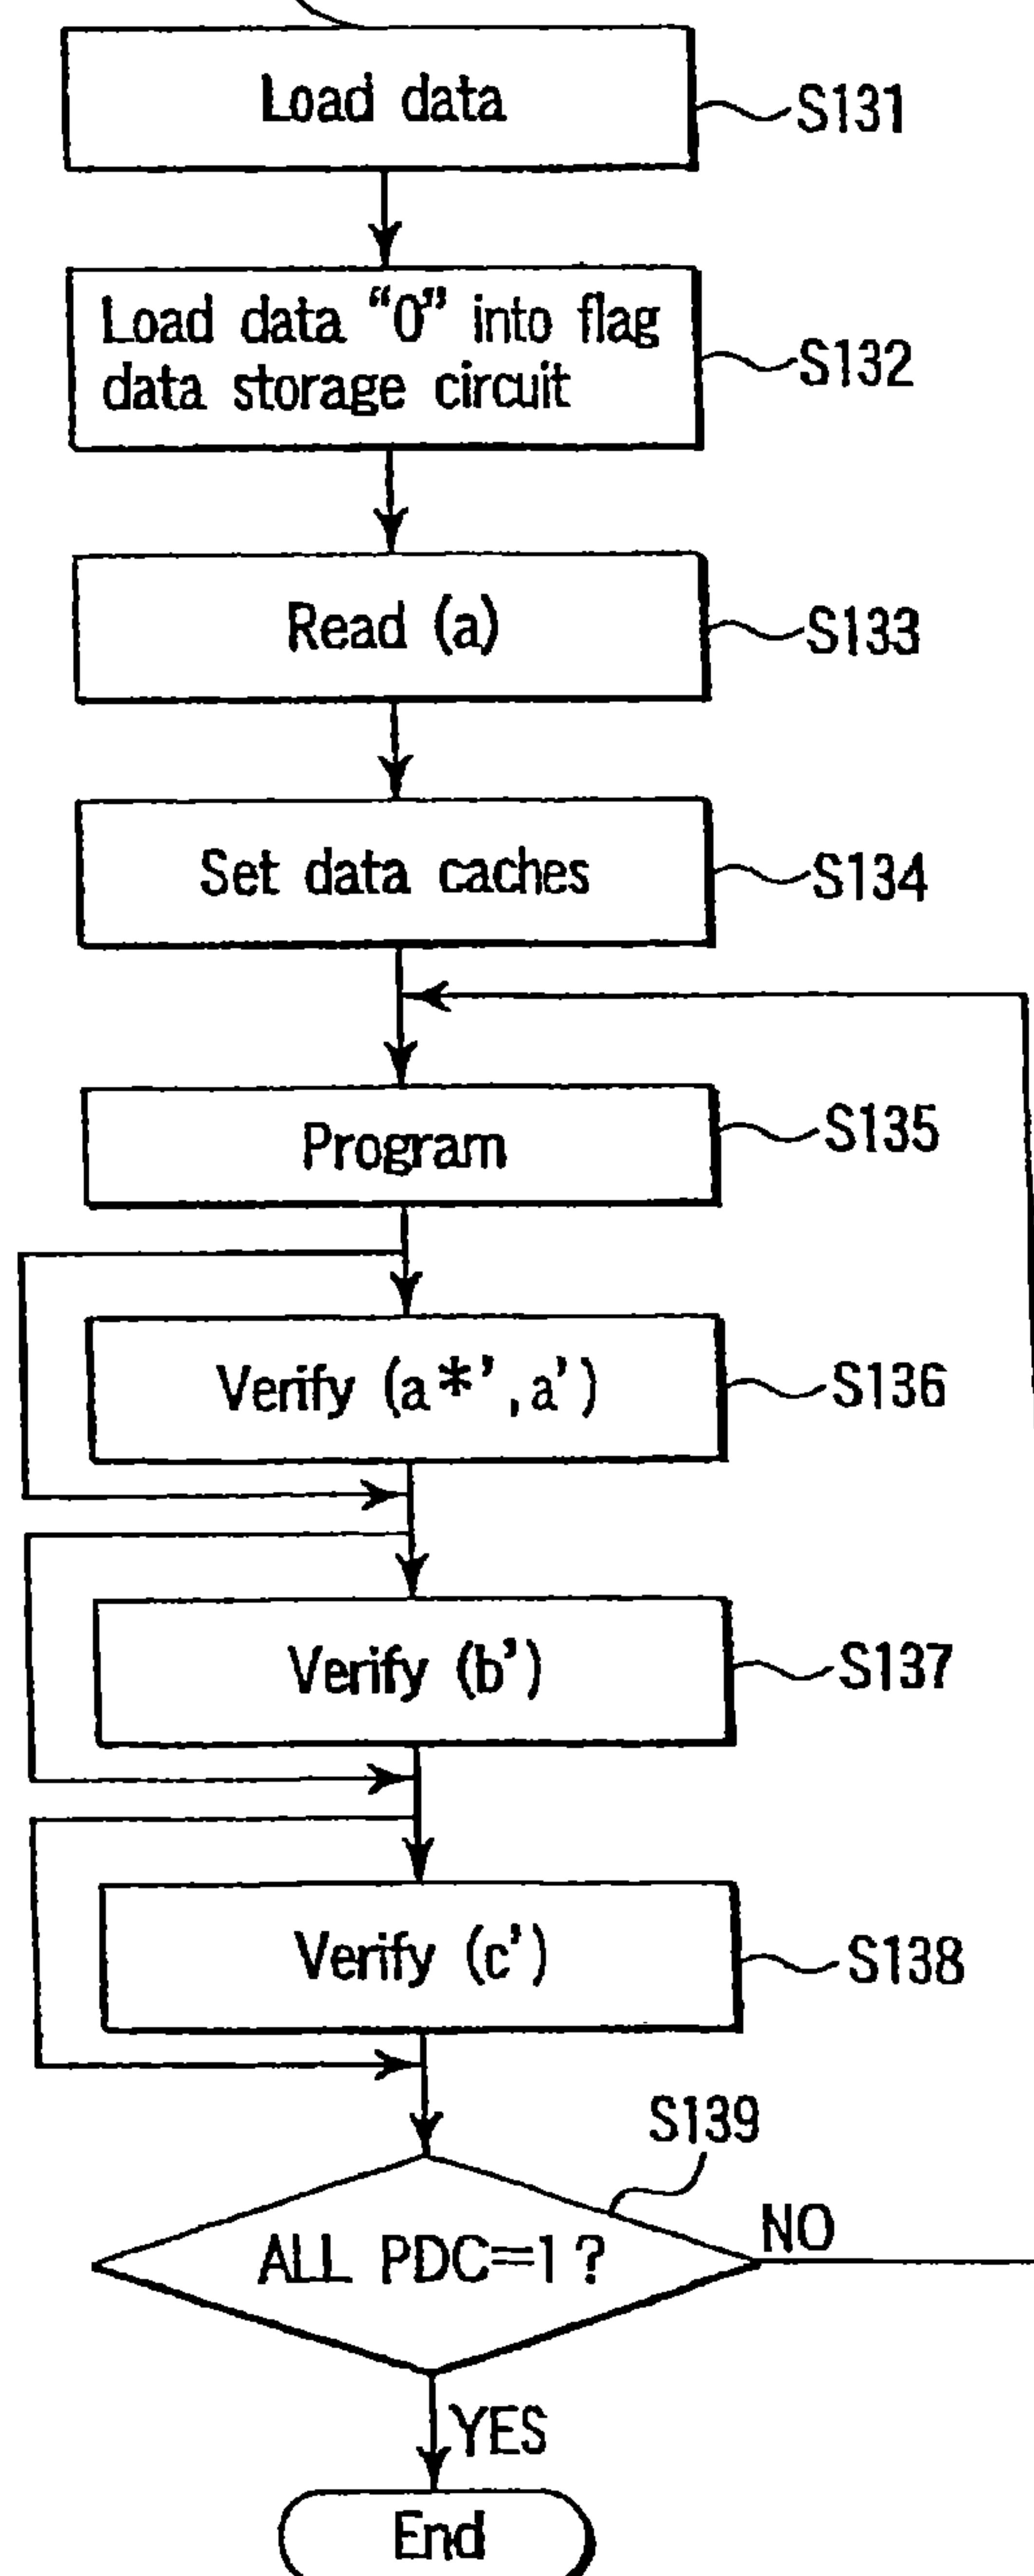 Load data
S131
Load data “0” into flag
data storage circuit
S132
Read (a)
S133
Set data caches
S134
Program
S135
Verify (a*’, a’)
S136
Verify (b’)
S137
Verify (c’)
S138
S139
ALL PDC=1?
NO
YES
End